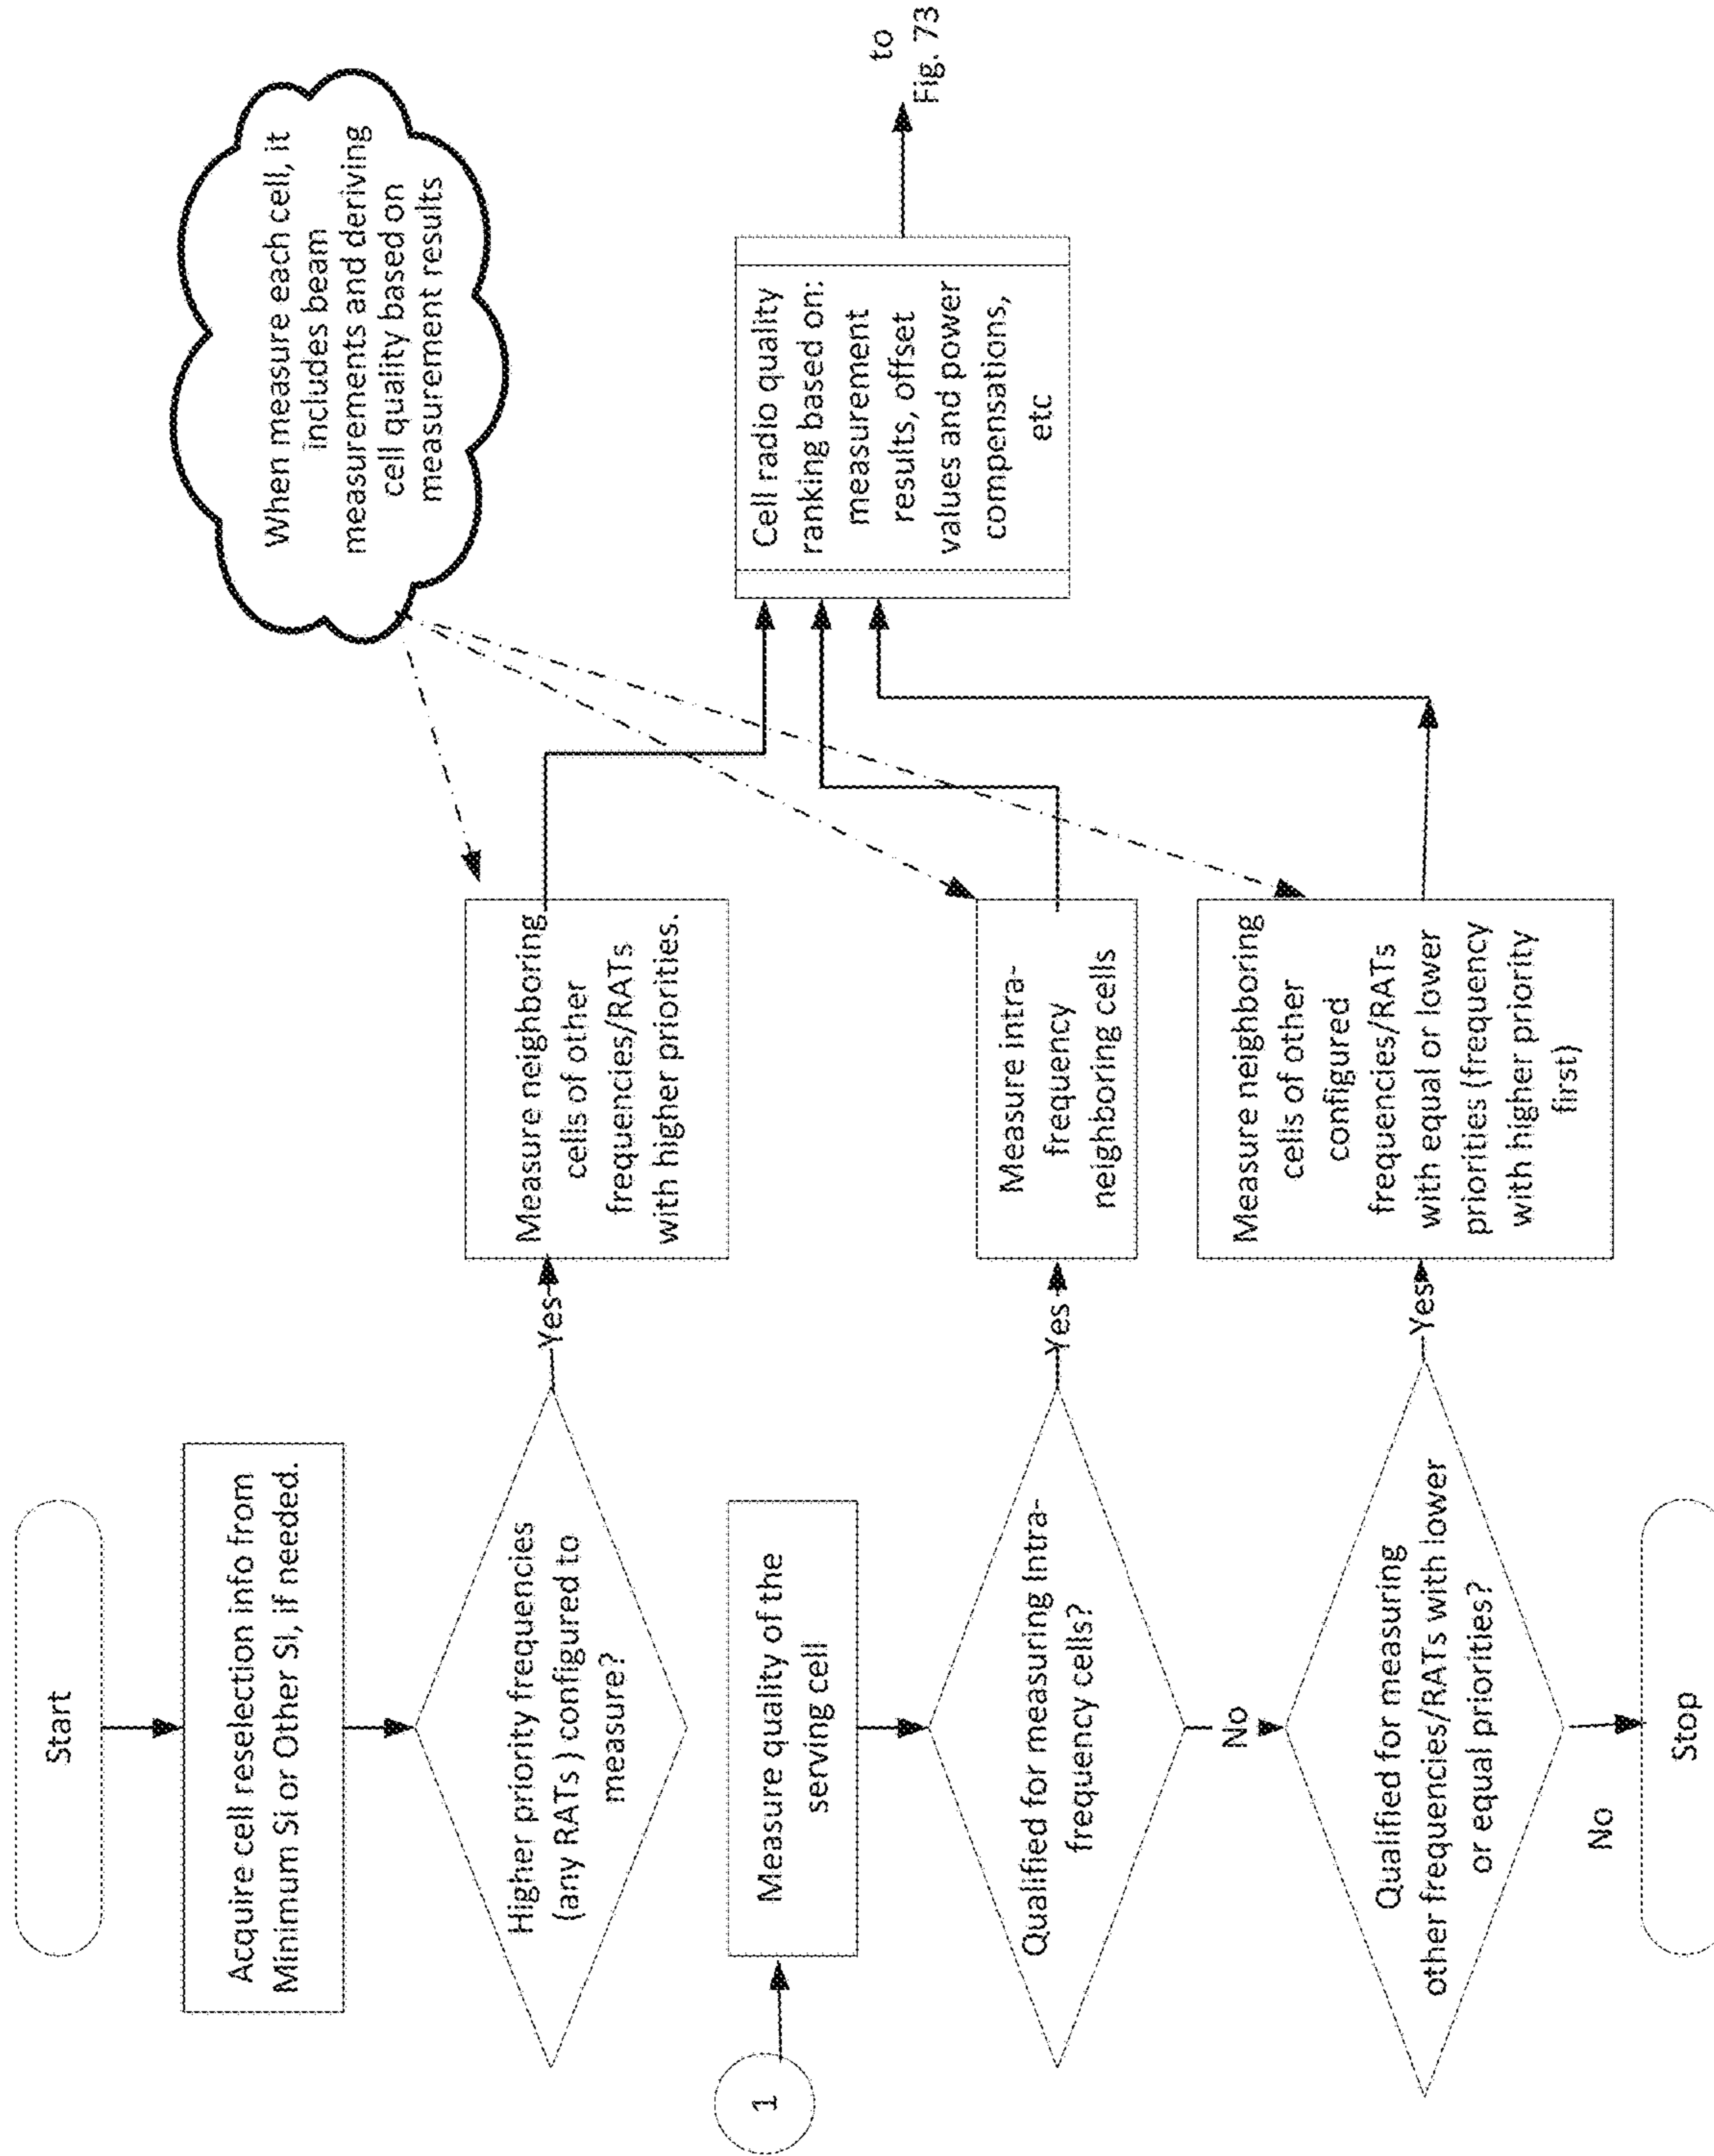 Start
Acquire cell reselection info from
Minimum SI or Other SI, if needed.
Higher priority frequencies
(any RATs ) configured to
measure?
Yes
Measure neighboring
cells of other
frequencies/RATs
with higher priorities.
When measure each cell, it
includes beam
measurements and deriving
cell quality based on
measurement results
1
Measure quality of the
serving cell
Qualified for measuring Intra-
frequency cells?
Yes
Measure intra-
frequency
neighboring cells
No
Qualified for measuring
other frequencies/RATs with lower
or equal priorities?
Yes
Measure neighboring
cells of other
configured
frequencies/RATs
with equal or lower
priorities (frequency
with higher priority
first)
Cell radio quality
ranking based on:
measurement
results, offset
values and power
compensations,
etc
to
Fig. 73
No
Stop